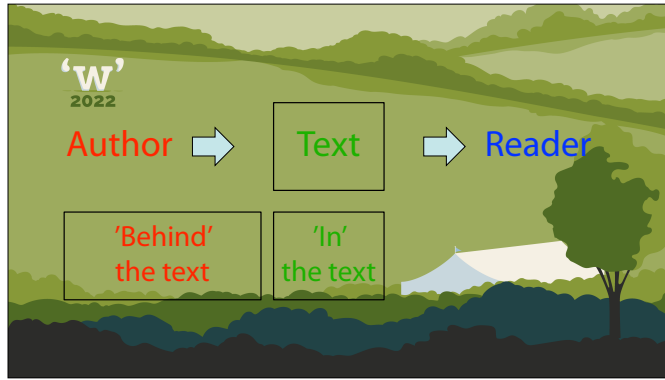 ‘w’
2022
Author
Text
Reader
’Behind’
the text
’In’
the text